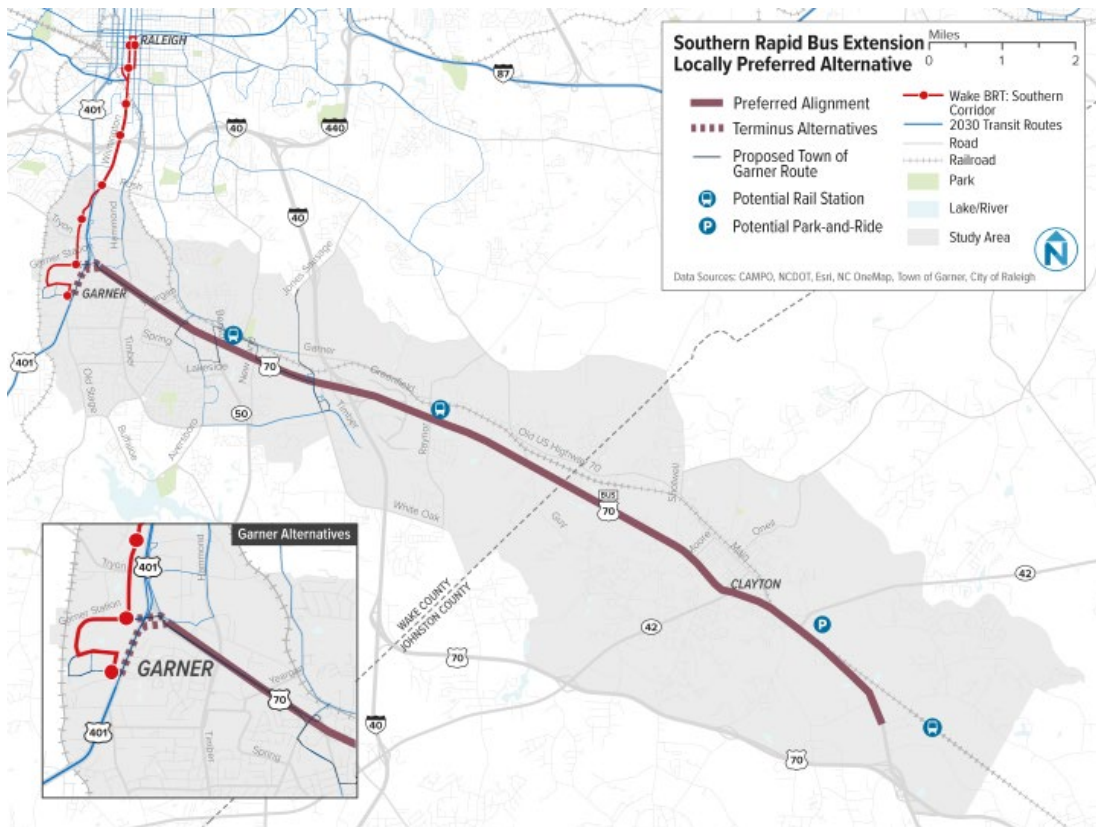 Southern Rapid Bus Extension
Locally Preferred Alternative
Miles
0 1 2
Preferred Alignment
Terminus Alternatives
Proposed Town of
Garner Route
Potential Rail Station
P
Potential Park-and-Ride
Wake BRT: Southern
Corridor
2030 Transit Routes
Road
Railroad
Park
Lake/River
Study Area
N
Data Sources: CAMPO, NCDOT, Esri, NC OneMap, Town of Garner, City of Raleigh
RALEIGH
87
401
40
440
Wilmington
Rush
40
Tryon
Hammond
Jones Sausage
Garner Station
GARNER
Yeargan
401
Spring
Timber
Lakeside
70
Garner
Greenfield
Old Stage
50
Timber
Raynor
Old US Highway 70
Buffaloe
Aversboro
Shotwell
White Oak
Guy
BUS
70
Moore
Main
Oneil
CLAYTON
42
WAKE COUNTY
JOHNSTON COUNTY
42
P
70
40
70
Garner Alternatives
401
Hammond
Tryon
Garner Station
GARNER
Yeargan
70
401
Timber
Spring